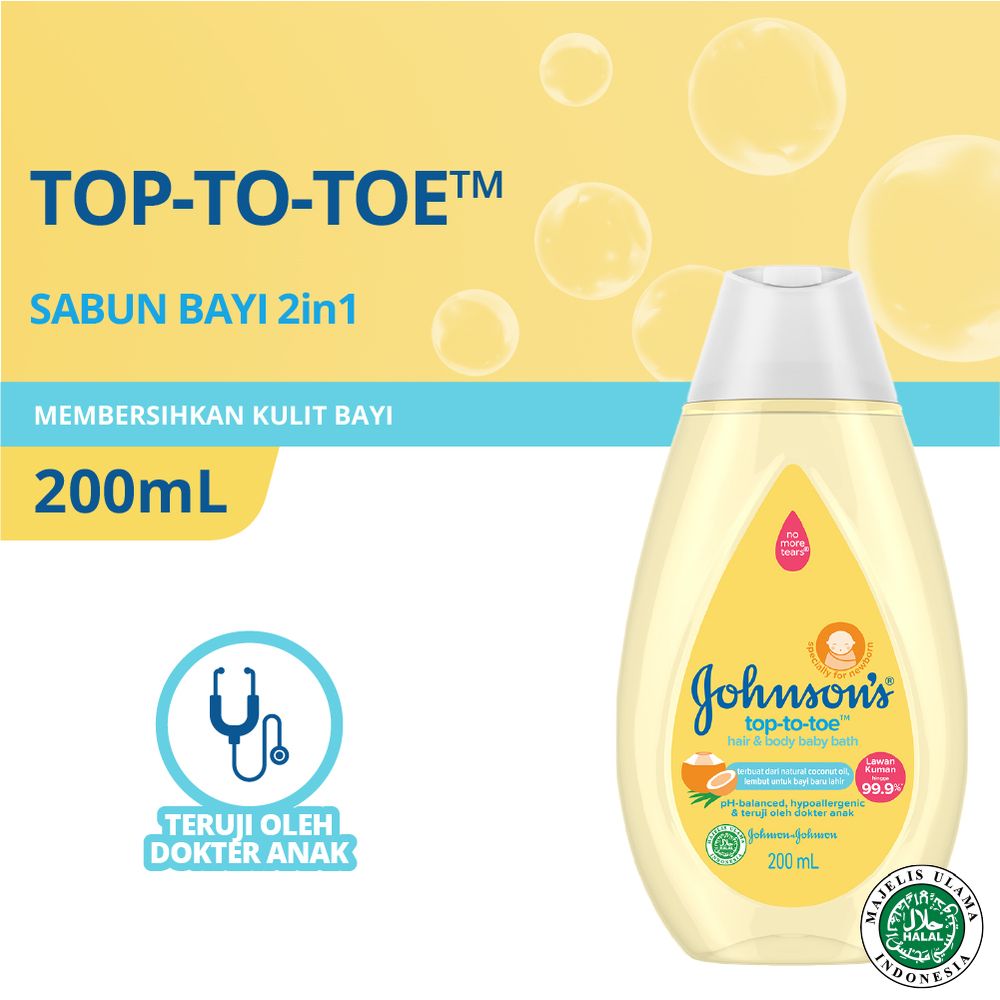 TOP-TO-TOE™
SABUN BAYI 2in1
MEMBERSIHKAN KULIT BAYI
200mL
TERUJI OLEH
DOKTER ANAK
no
more
tears®
specially for newborn
Johnson's®
top-to-toe™
hair & body baby bath
terbuat dari natural coconut oil,
lembut untuk bayi baru lahir
Lawan
Kuman
hingga
99.9%
pH-balanced, hypoallergenic
& teruji oleh dokter anak
Johnson & Johnson
200 mL
MAJELIS ULAMA
حلال
HALAL
INDONESIA